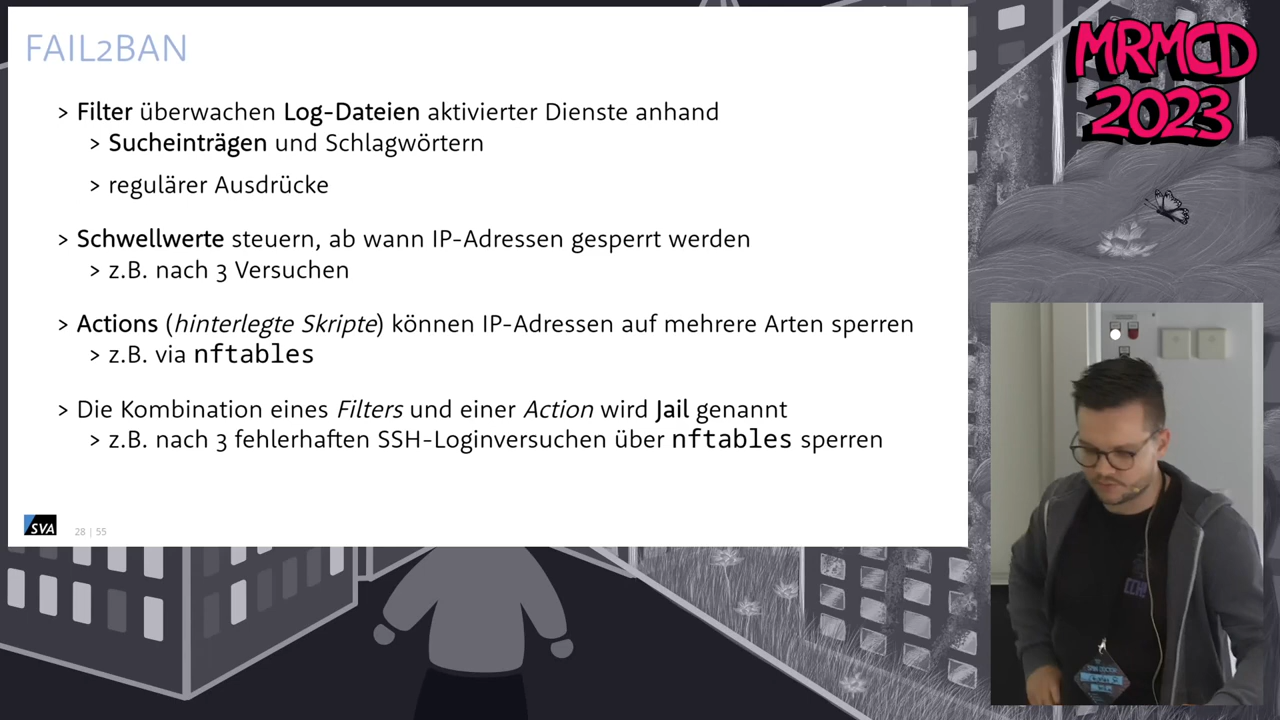 FAIL2BAN
> Filter überwachen Log-Dateien aktivierter Dienste anhand
> Sucheinträgen und Schlagwörtern
> regulärer Ausdrücke
> Schwellwerte steuern, ab wann IP-Adressen gesperrt werden
> z.B. nach 3 Versuchen
> Actions (hinterlegte Skripte) können IP-Adressen auf mehrere Arten sperren
> z.B. via nftables
> Die Kombination eines Filters und einer Action wird Jail genannt
> z.B. nach 3 fehlerhaften SSH-Loginversuchen über nftables sperren
SVA
28 | 55
MRMCD
2023